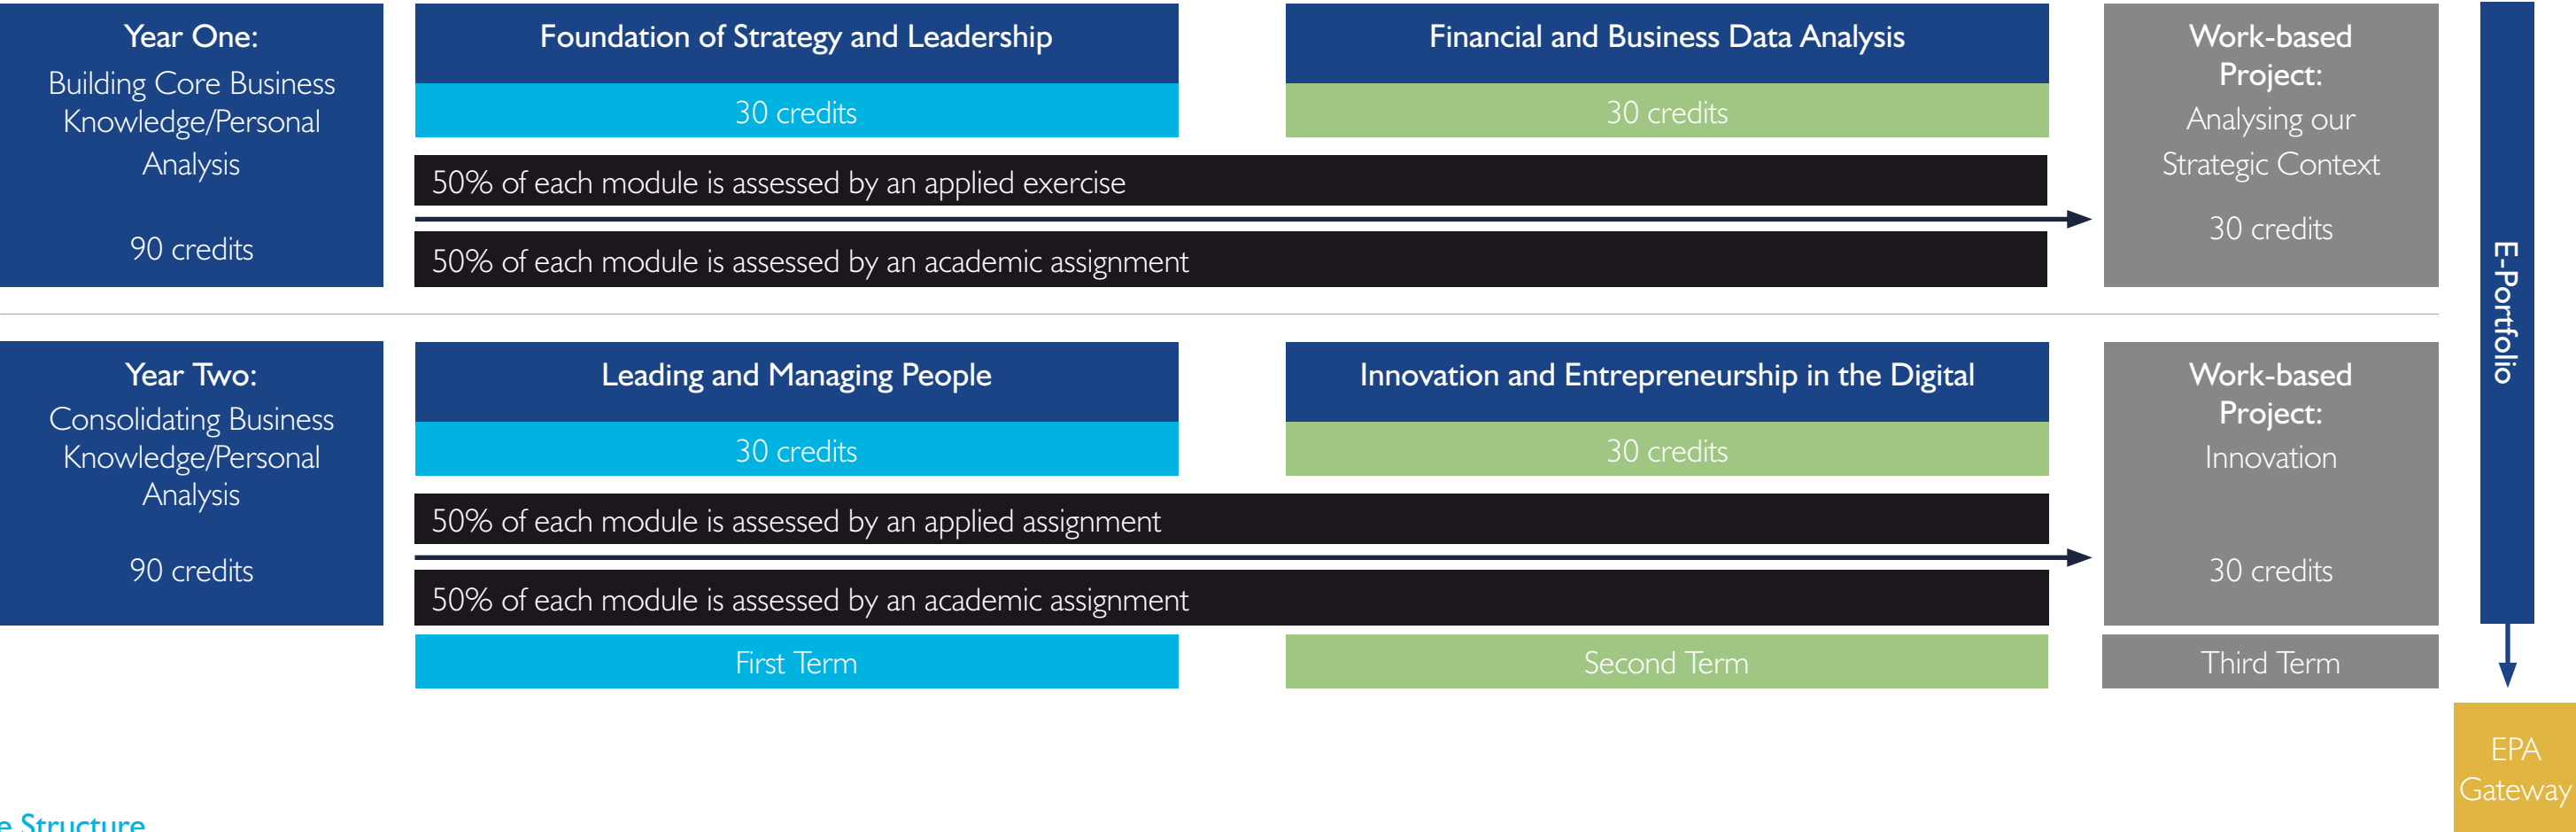 Year One:
Building Core Business
Knowledge/Personal
Analysis
90 credits
Foundation of Strategy and Leadership
30 credits
Financial and Business Data Analysis
30 credits
50% of each module is assessed by an applied exercise
50% of each module is assessed by an academic assignment
Work-based
Project:
Analysing our
Strategic Context
30 credits
Year Two:
Consolidating Business
Knowledge/Personal
Analysis
90 credits
Leading and Managing People
30 credits
Innovation and Entrepreneurship in the Digital
30 credits
50% of each module is assessed by an applied assignment
50% of each module is assessed by an academic assignment
Work-based
Project:
Innovation
30 credits
First Term
Second Term
Third Term
E-Portfolio
EPA
Gateway
Structure